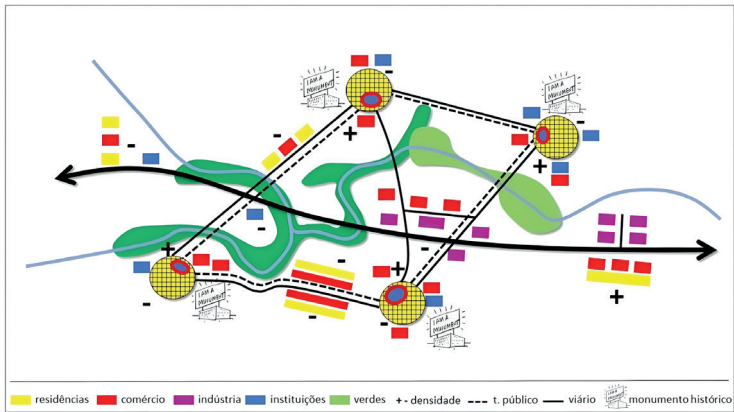 I AM A
MONUMENT
I AM A
MONUMENT
I AM A
MONUMENT
I AM A
MONUMENT
residências comércio indústria instituições verdes + - densidade t. público viário I AM A MONUMENT monumento histórico